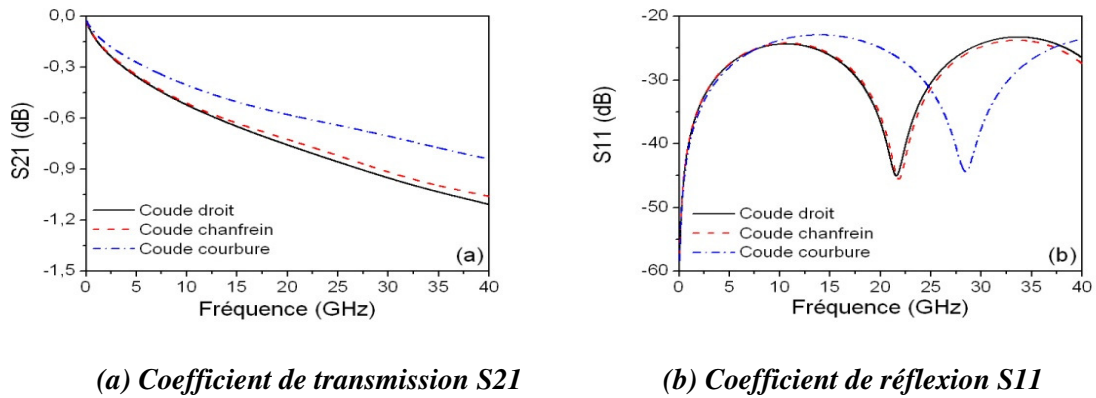 0,0
-0,3
-0,6
-0,9
-1,2
-1,5
S21 (dB)
Coude droit
Coude chanfrein
Coude courbure
(a)
0 5 10 15 20 25 30 35 40
Fréquence (GHz)
-20
-30
-40
-50
-60
S11 (dB)
Coude droit
Coude chanfrein
Coude courbure
(b)
0 5 10 15 20 25 30 35 40
Fréquence (GHz)
(a) Coefficient de transmission S21
(b) Coefficient de réflexion S11